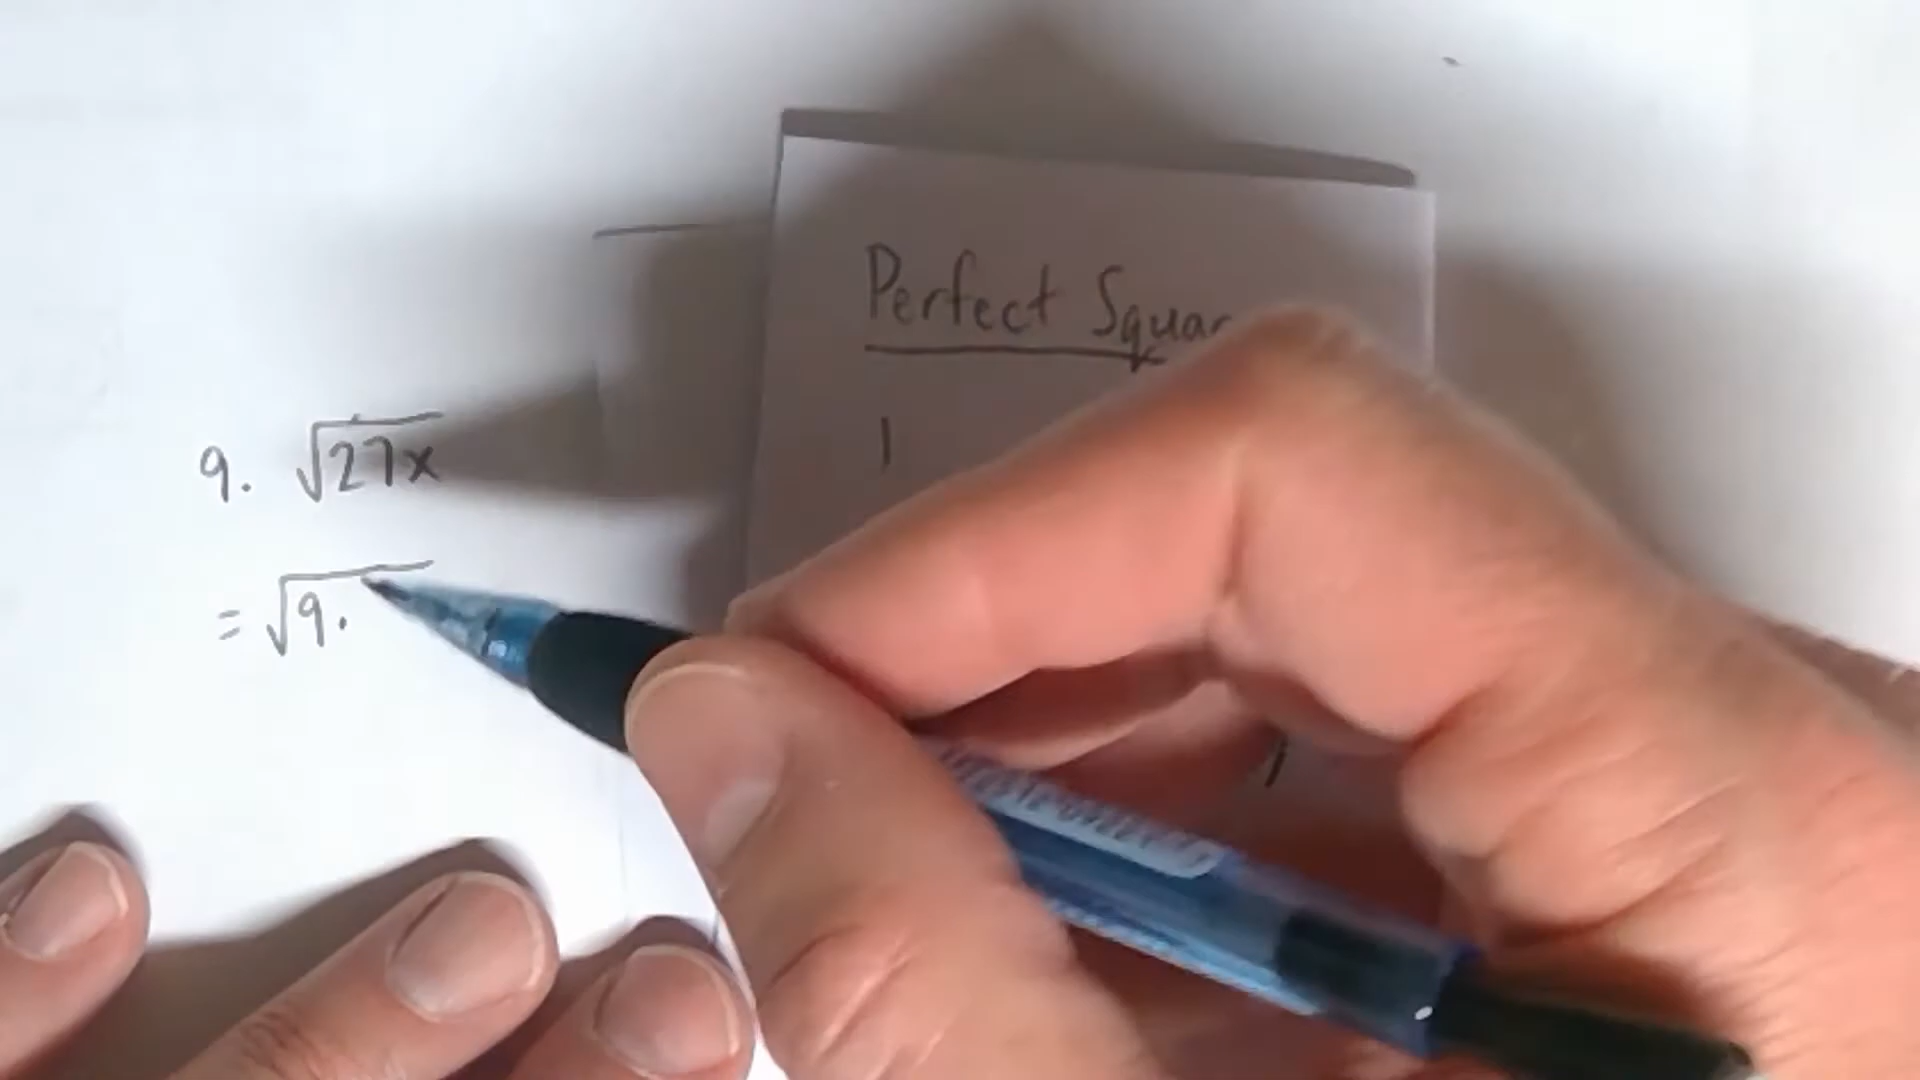 Perfect Squar
1
9. √27x
= √9.